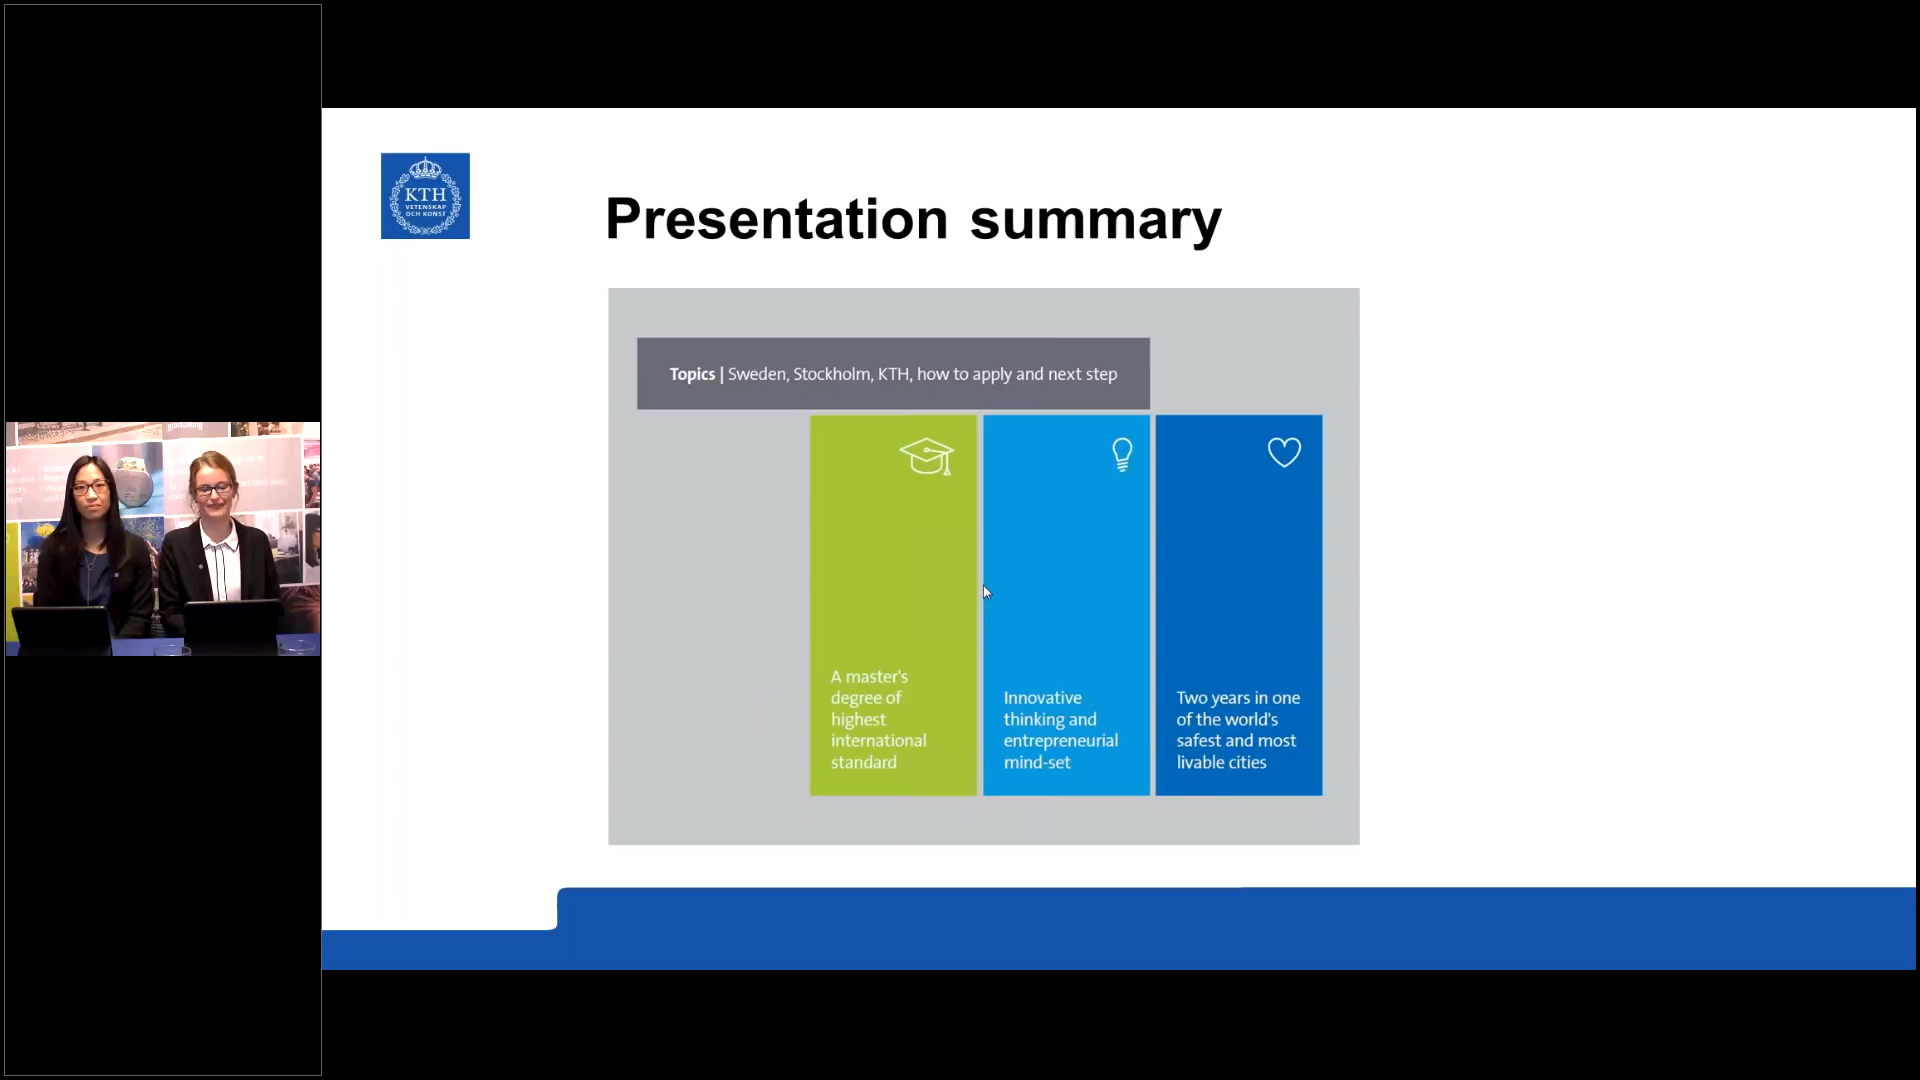 KTH
VETENSKAP
OCH KONST
Presentation summary
Topics | Sweden, Stockholm, KTH, how to apply and next step
A master's
degree of
highest
international
standard
Innovative
thinking and
entrepreneurial
mind-set
Two years in one
of the world's
safest and most
livable cities
graduating